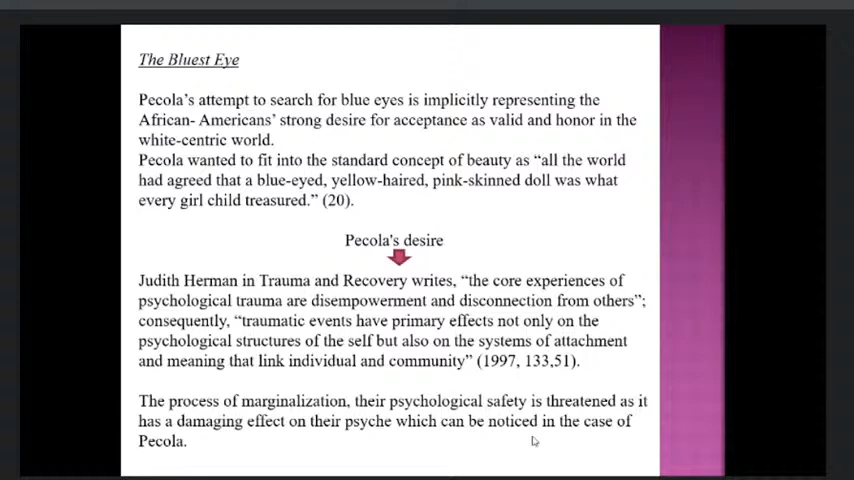 The Bluest Eye
Pecola's attempt to search for blue eyes is implicitly representing the
African- Americans' strong desire for acceptance as valid and honor in the
white-centric world.
Pecola wanted to fit into the standard concept of beauty as “all the world
had agreed that a blue-eyed, yellow-haired, pink-skinned doll was what
every girl child treasured.” (20).
Pecola's desire
Judith Herman in Trauma and Recovery writes, “the core experiences of
psychological trauma are disempowerment and disconnection from others”;
consequently, “traumatic events have primary effects not only on the
psychological structures of the self but also on the systems of attachment
and meaning that link individual and community” (1997, 133,51).
The process of marginalization, their psychological safety is threatened as it
has a damaging effect on their psyche which can be noticed in the case of
Pecola.